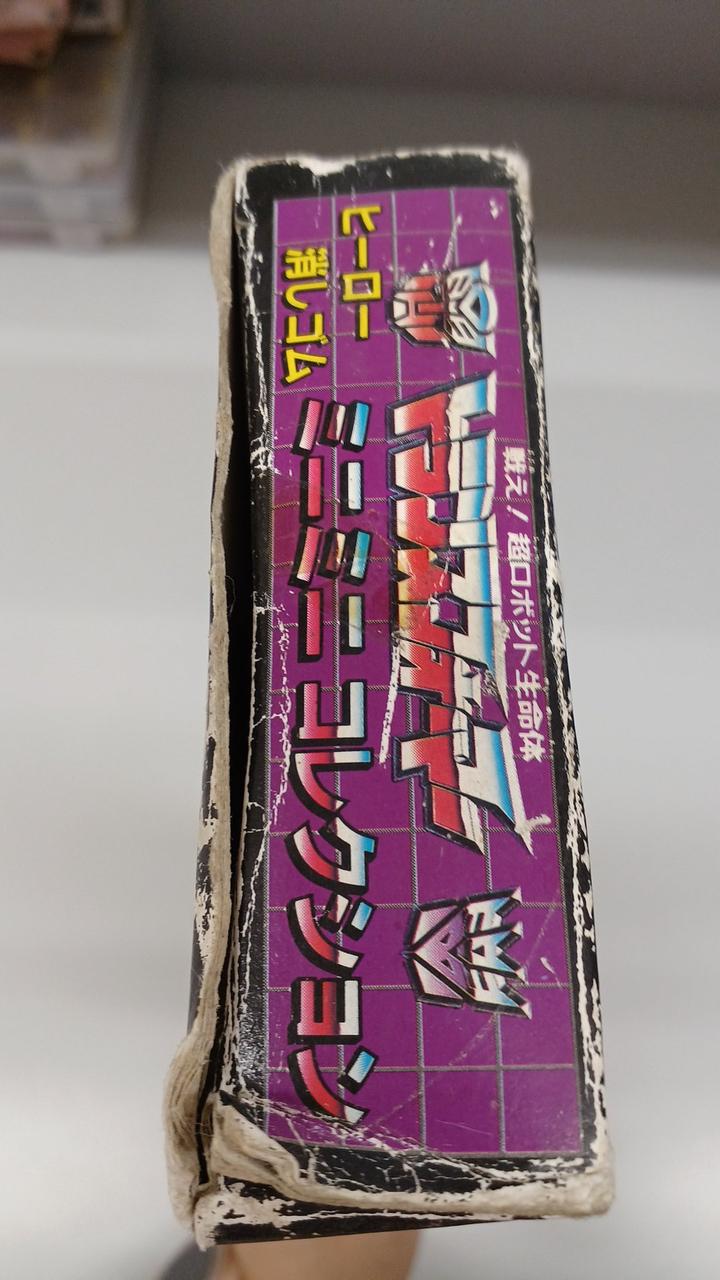 戦え！超ロボット生命体
トランスフォーマー
ヒーロー
消しゴム
ミニミニコレクション